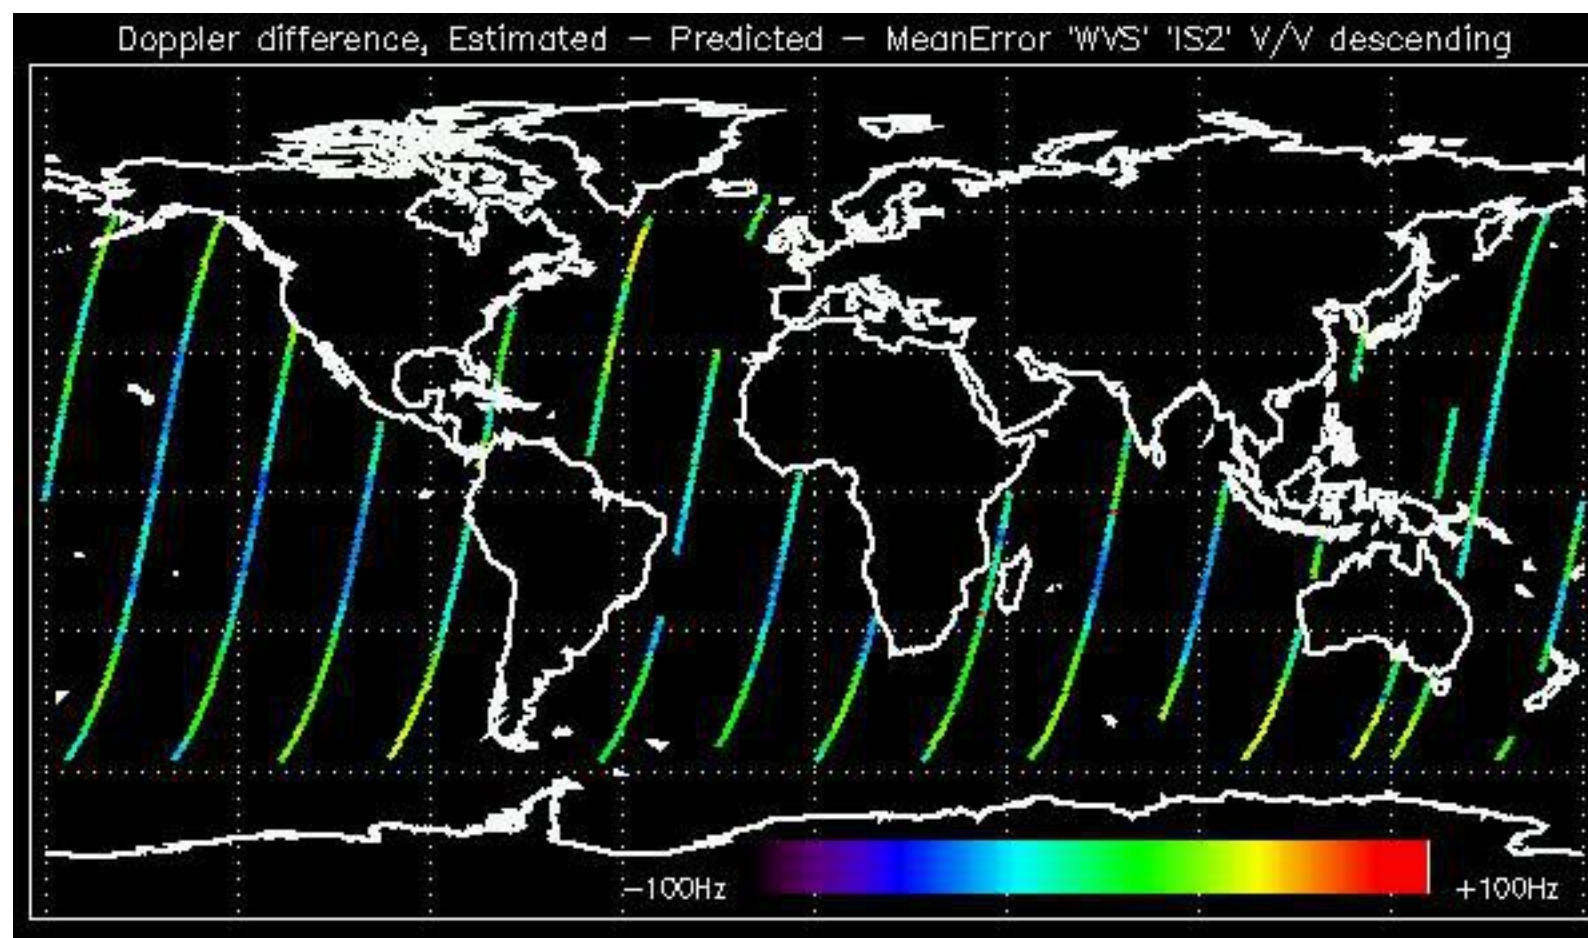 Doppler difference, Estimated – Predicted – MeanError 'WVS' 'IS2' V/V descending
–100Hz +100Hz